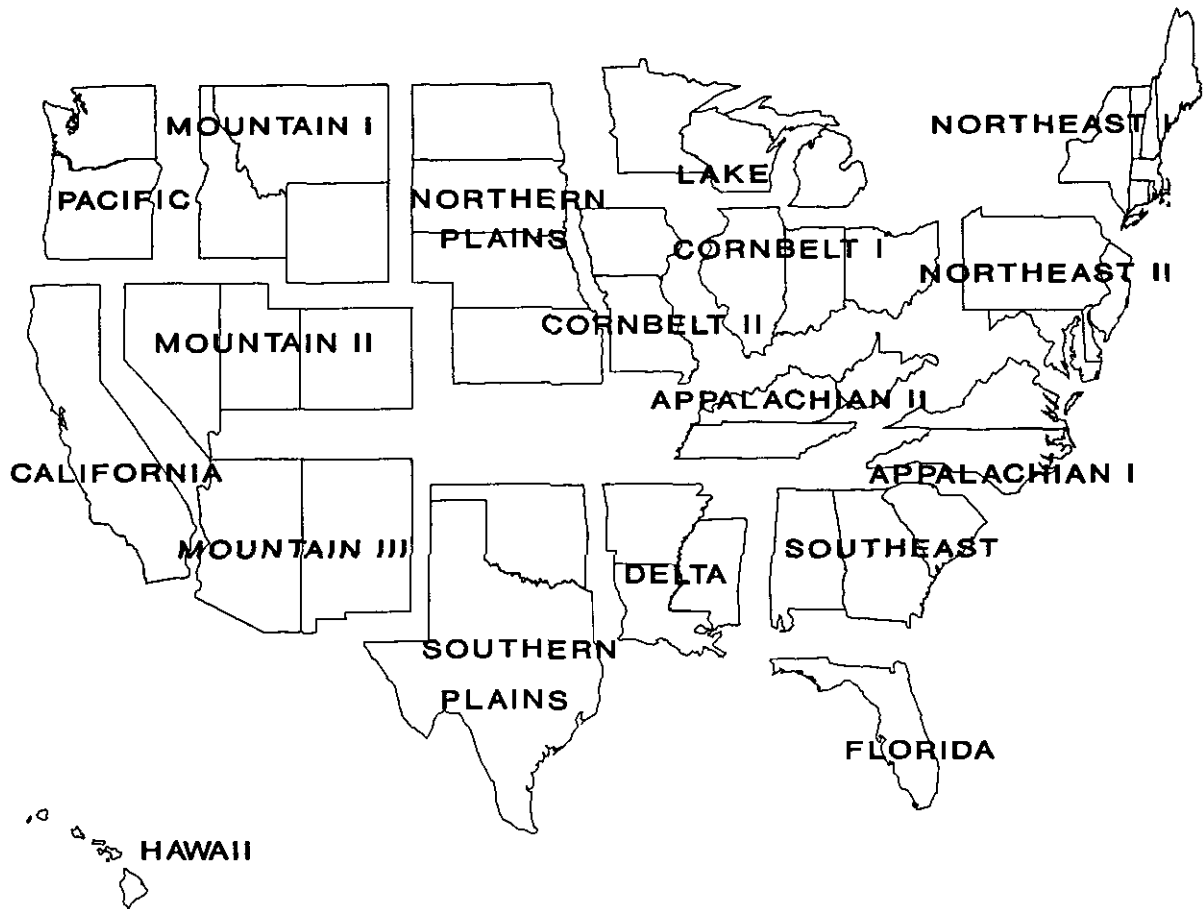 MOUNTAIN I
NORTHEAST I
LAKE
PACIFIC
NORTHERN
PLAINS
CORNBELT I
NORTHEAST II
CORNBELT II
MOUNTAIN II
APPALACHIAN II
CALIFORNIA
APPALACHIAN I
MOUNTAIN III
SOUTHEAST
DELTA
SOUTHERN
PLAINS
FLORIDA
HAWAII